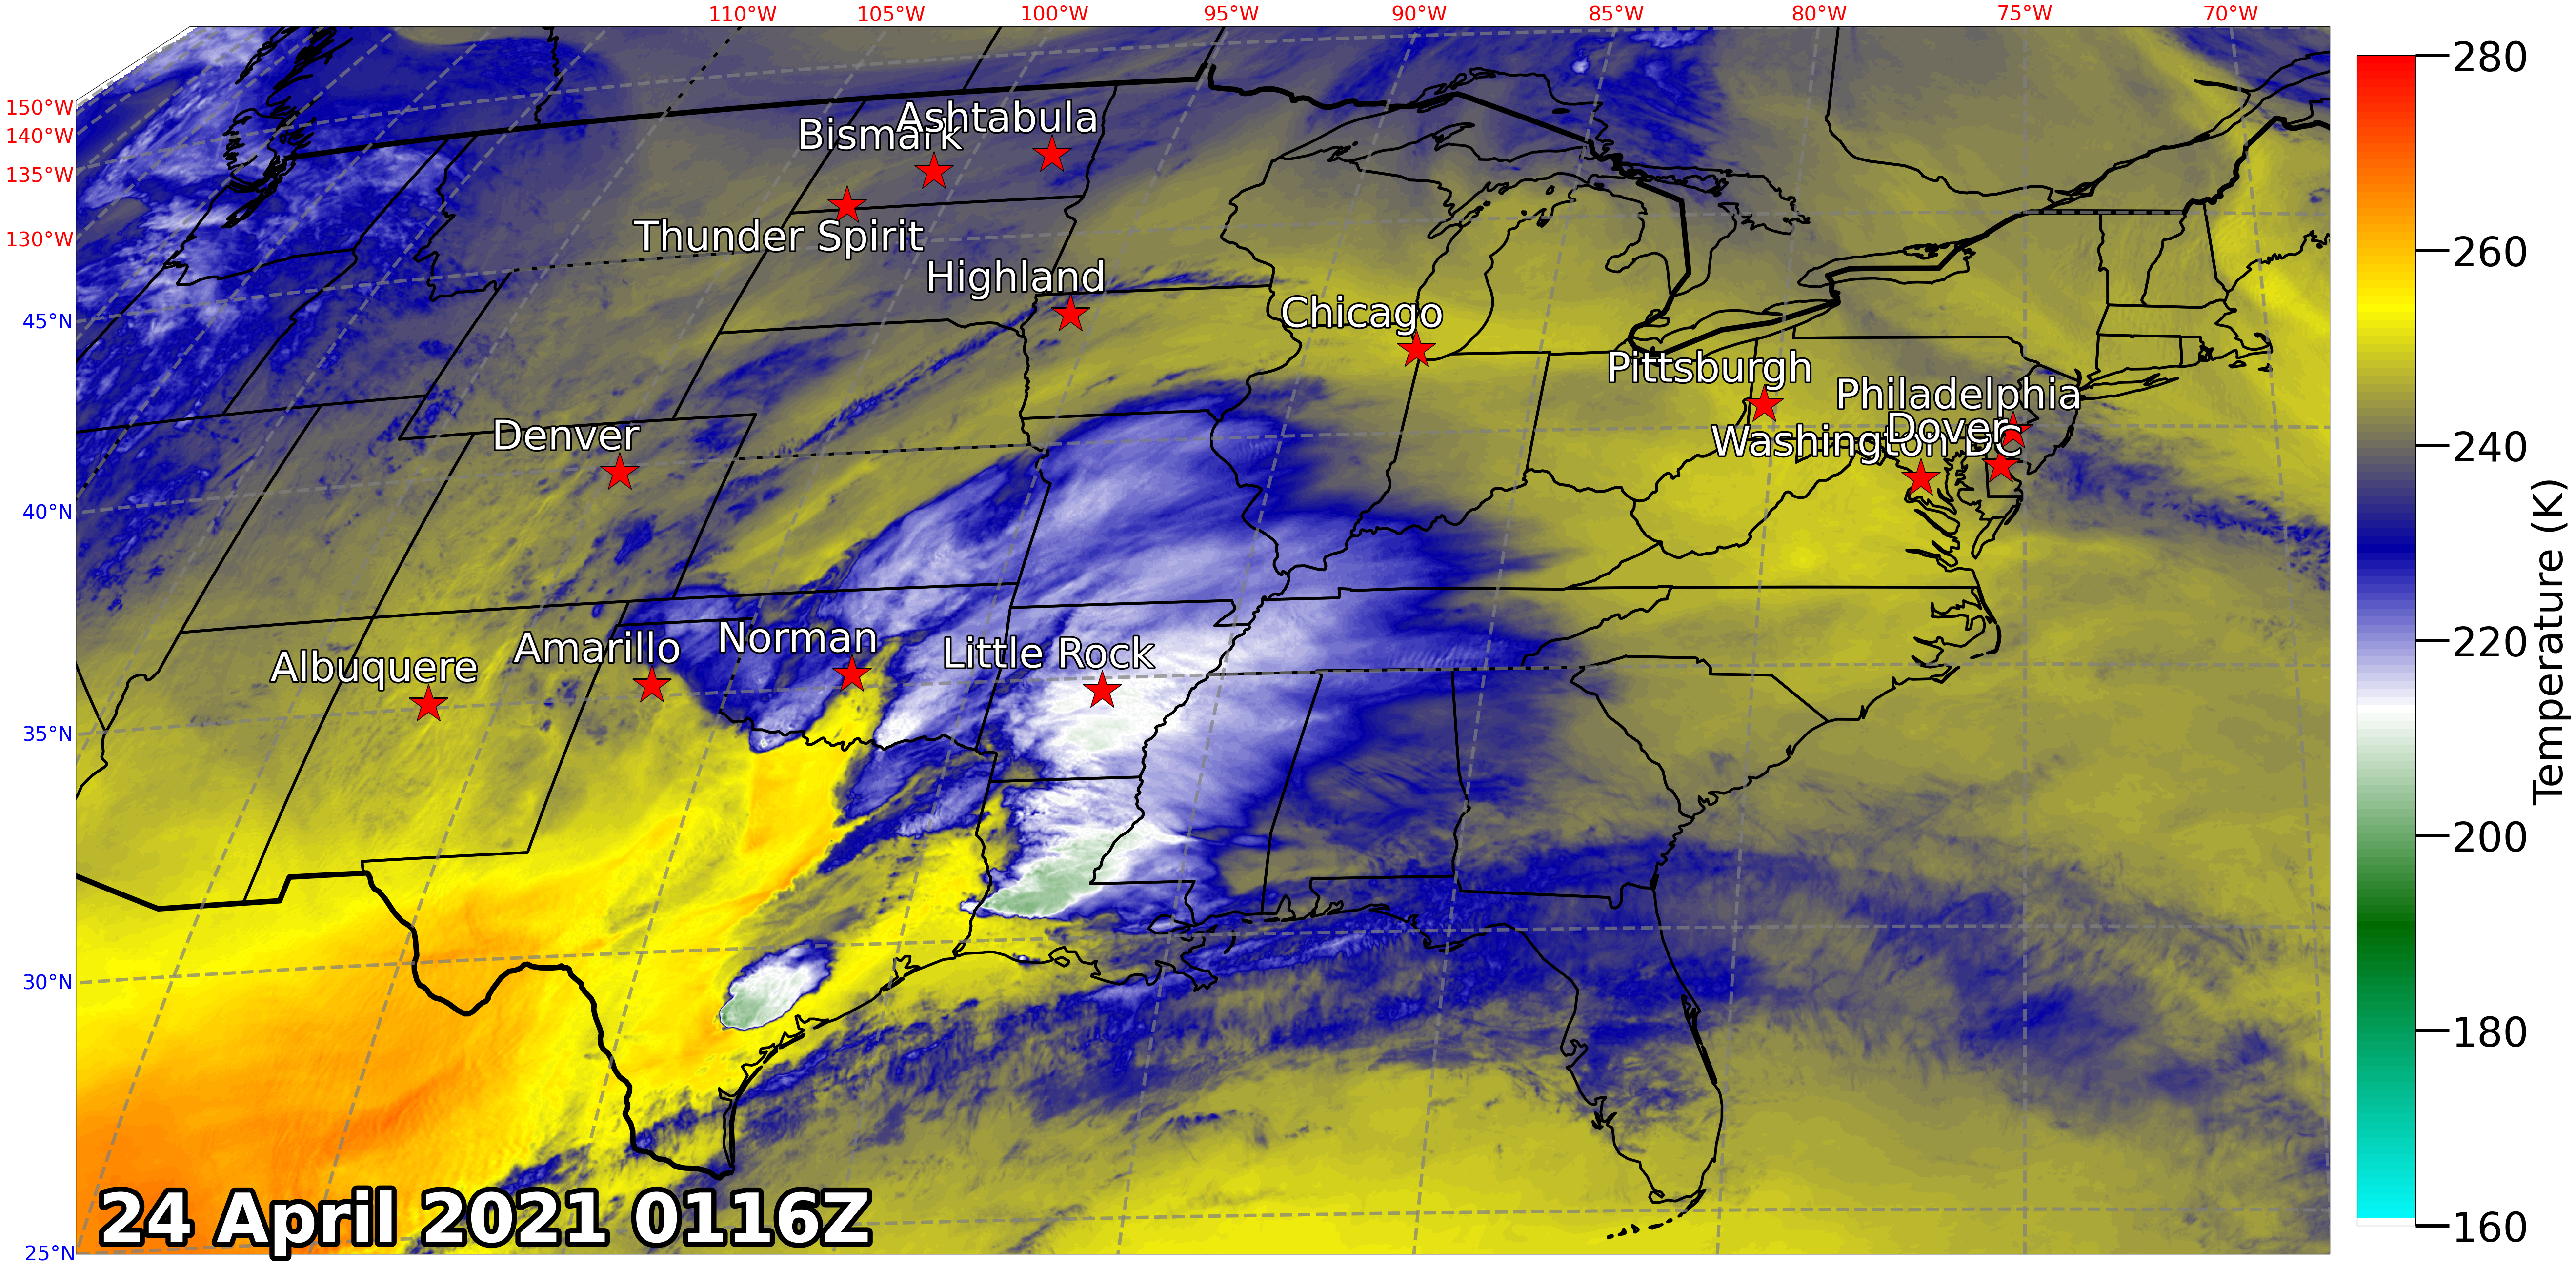 110°W 105°W 100°W 95°W 90°W 85°W 80°W 75°W 70°W
150°W
140°W
135°W
130°W
45°N
40°N
35°N
30°N
25°N
Ashtabula
Bismark
Thunder Spirit
Highland
Chicago
Pittsburgh
Philadelphia
Dover
Washington DC
Denver
Norman
Amarillo
Little Rock
Albuquere
24 April 2021 0116Z
280
260
240
220
200
180
160
Temperature (K)